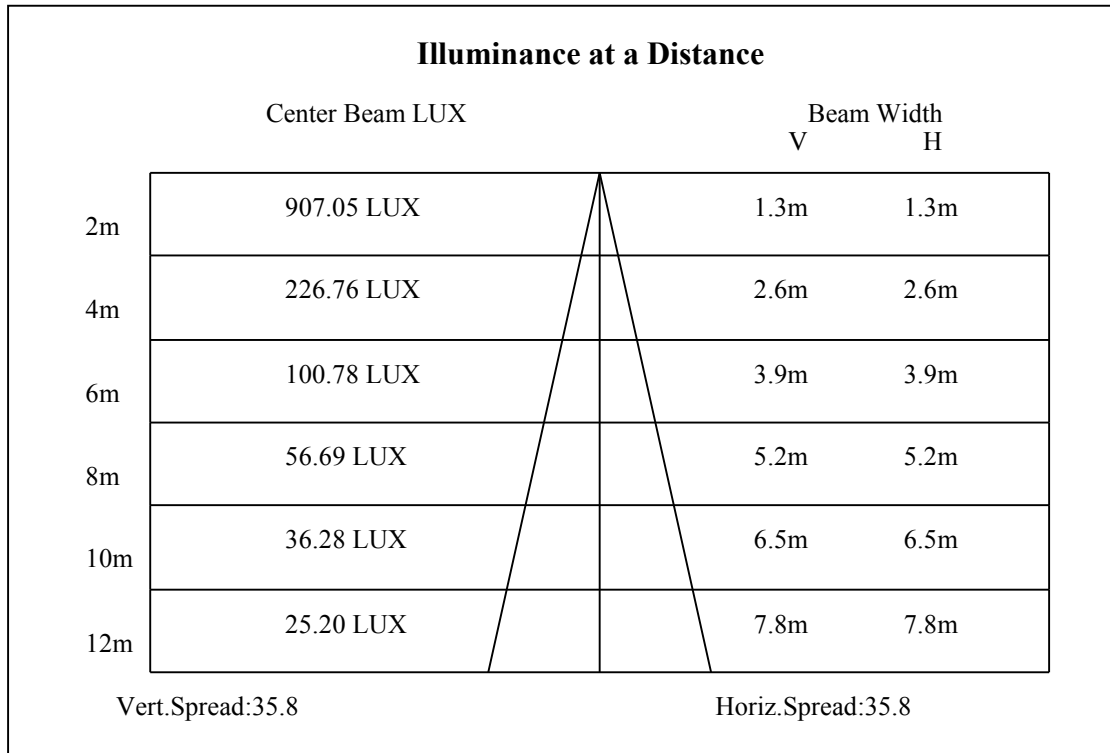 Illuminance at a Distance
Center Beam LUX Beam Width
V H
907.05 LUX 1.3m 1.3m
2m
226.76 LUX 2.6m 2.6m
4m
100.78 LUX 3.9m 3.9m
6m
56.69 LUX 5.2m 5.2m
8m
36.28 LUX 6.5m 6.5m
10m
25.20 LUX 7.8m 7.8m
12m
Vert.Spread:35.8 Horiz.Spread:35.8